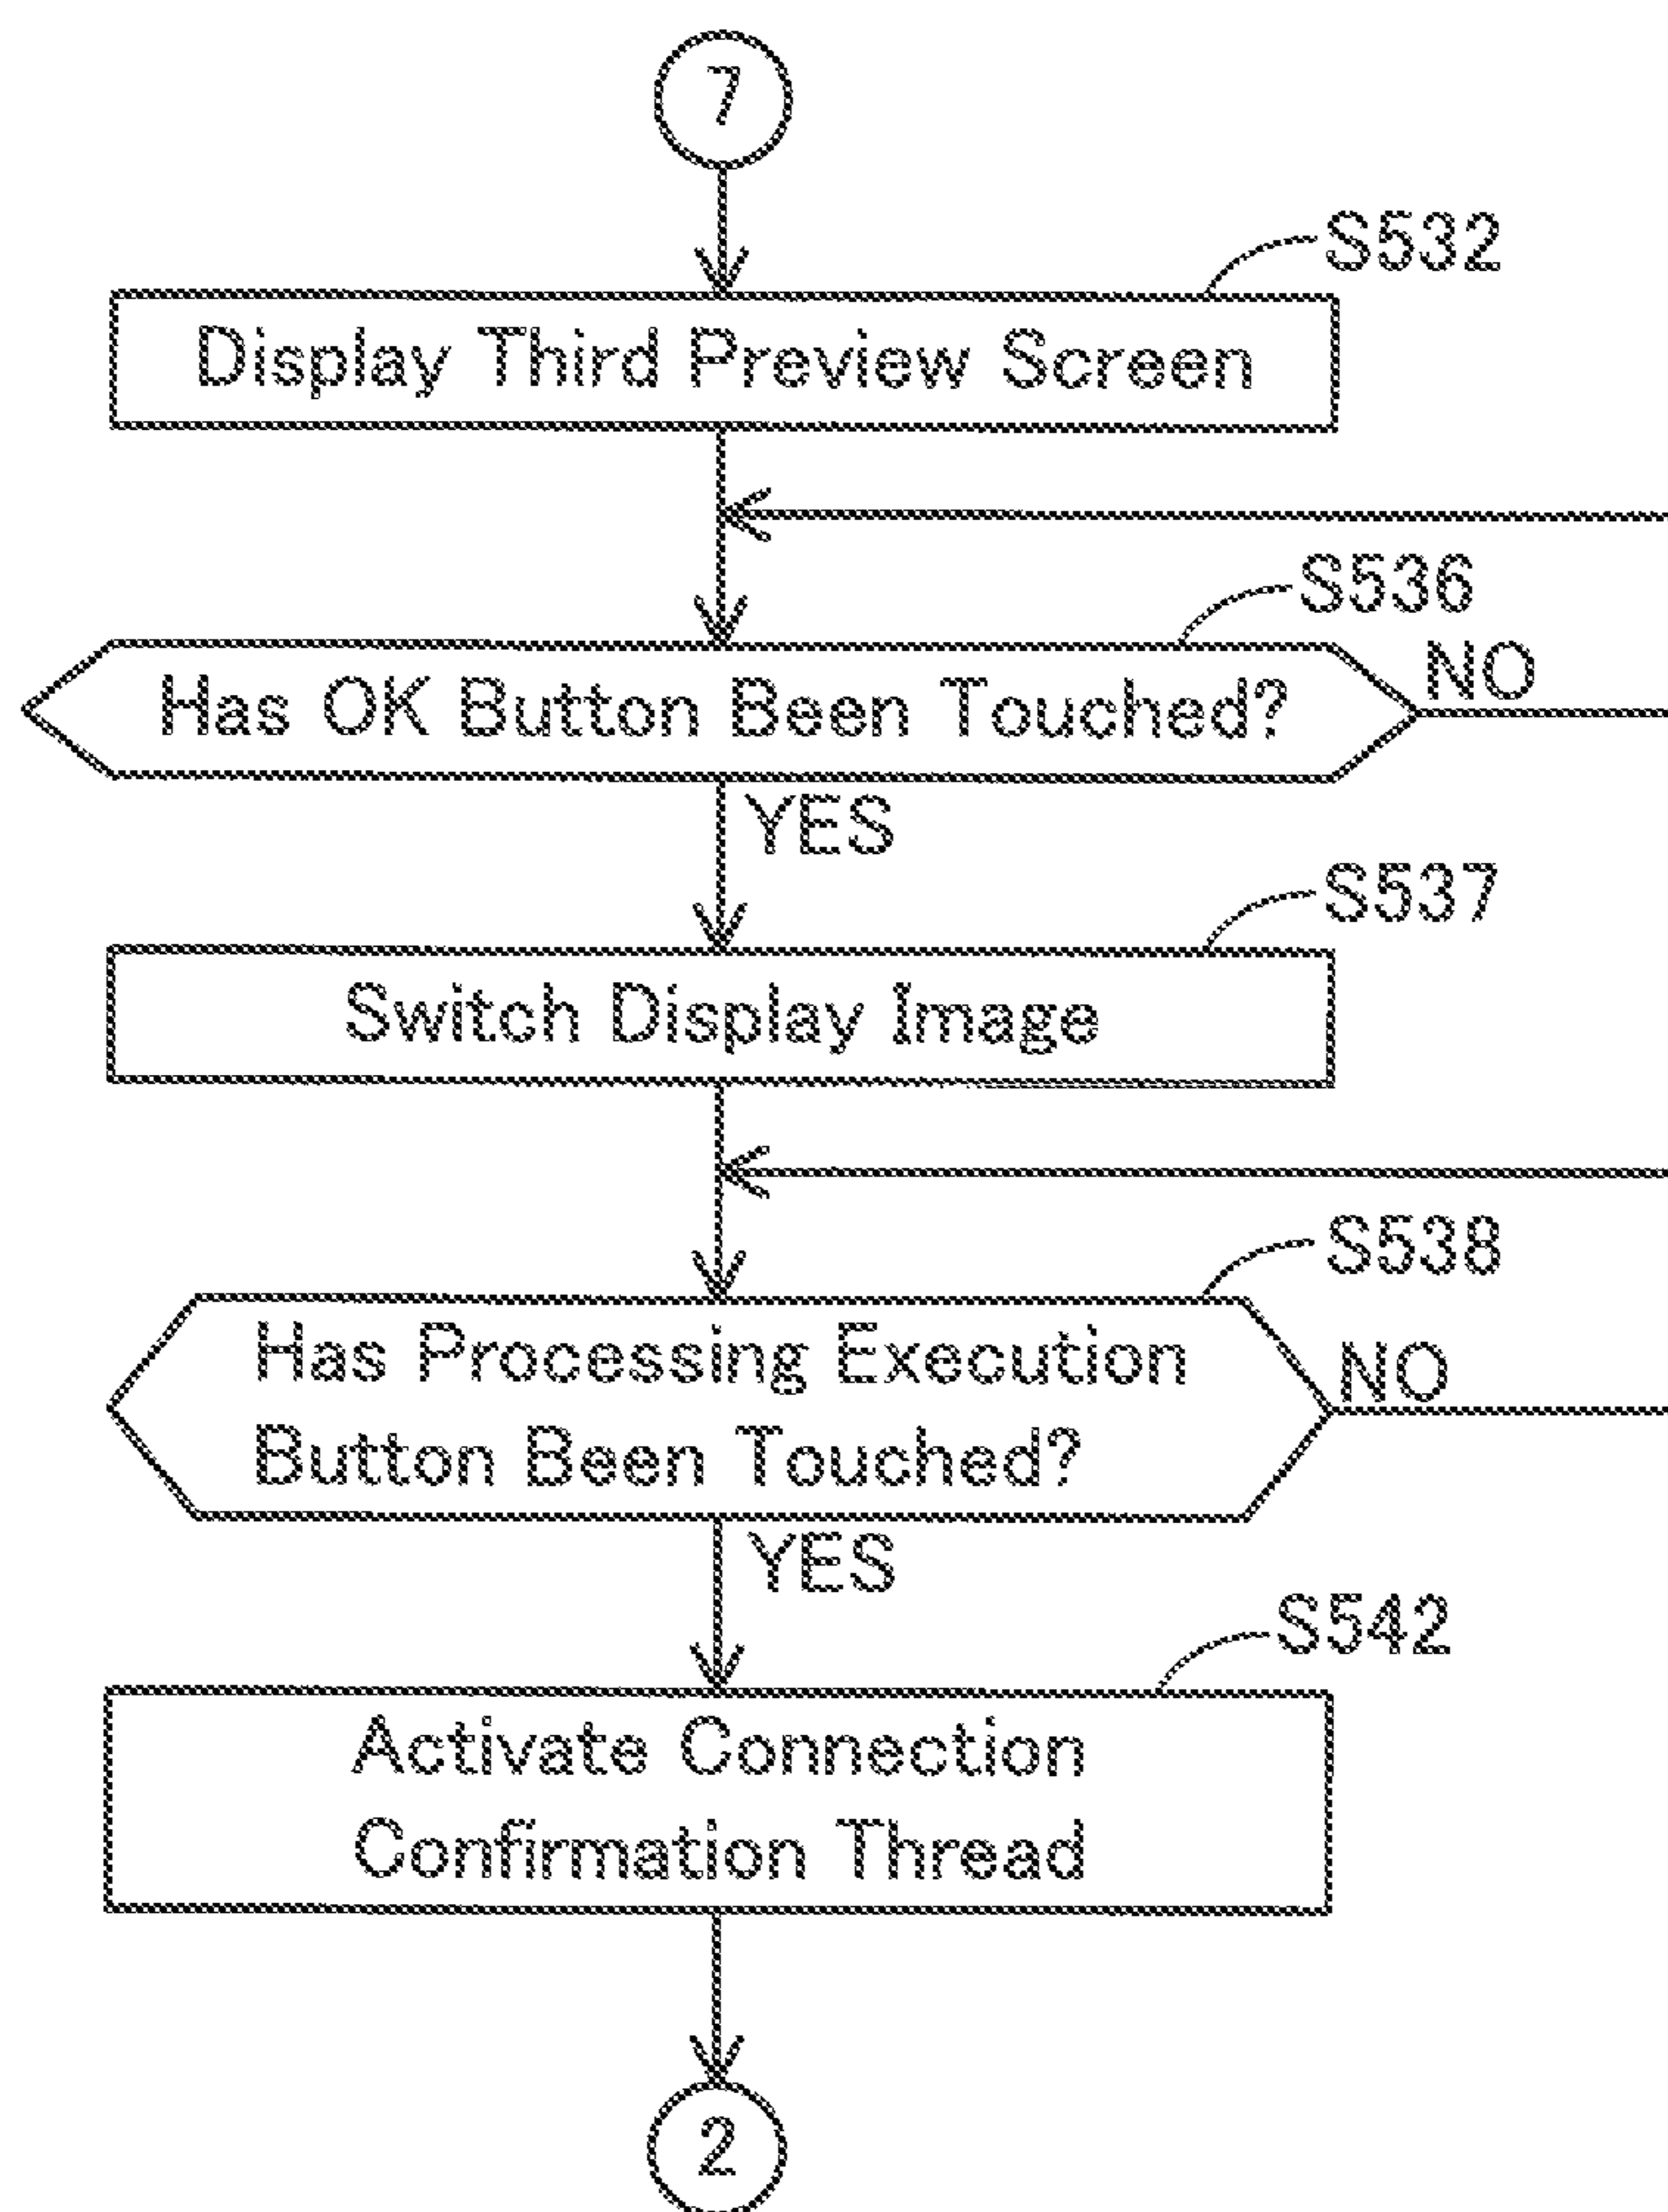 7
S532
Display Third Preview Screen
S536
Has OK Button Been Touched?
NO
YES
S537
Switch Display Image
S538
Has Processing Execution
Button Been Touched?
NO
YES
S542
Activate Connection
Confirmation Thread
2